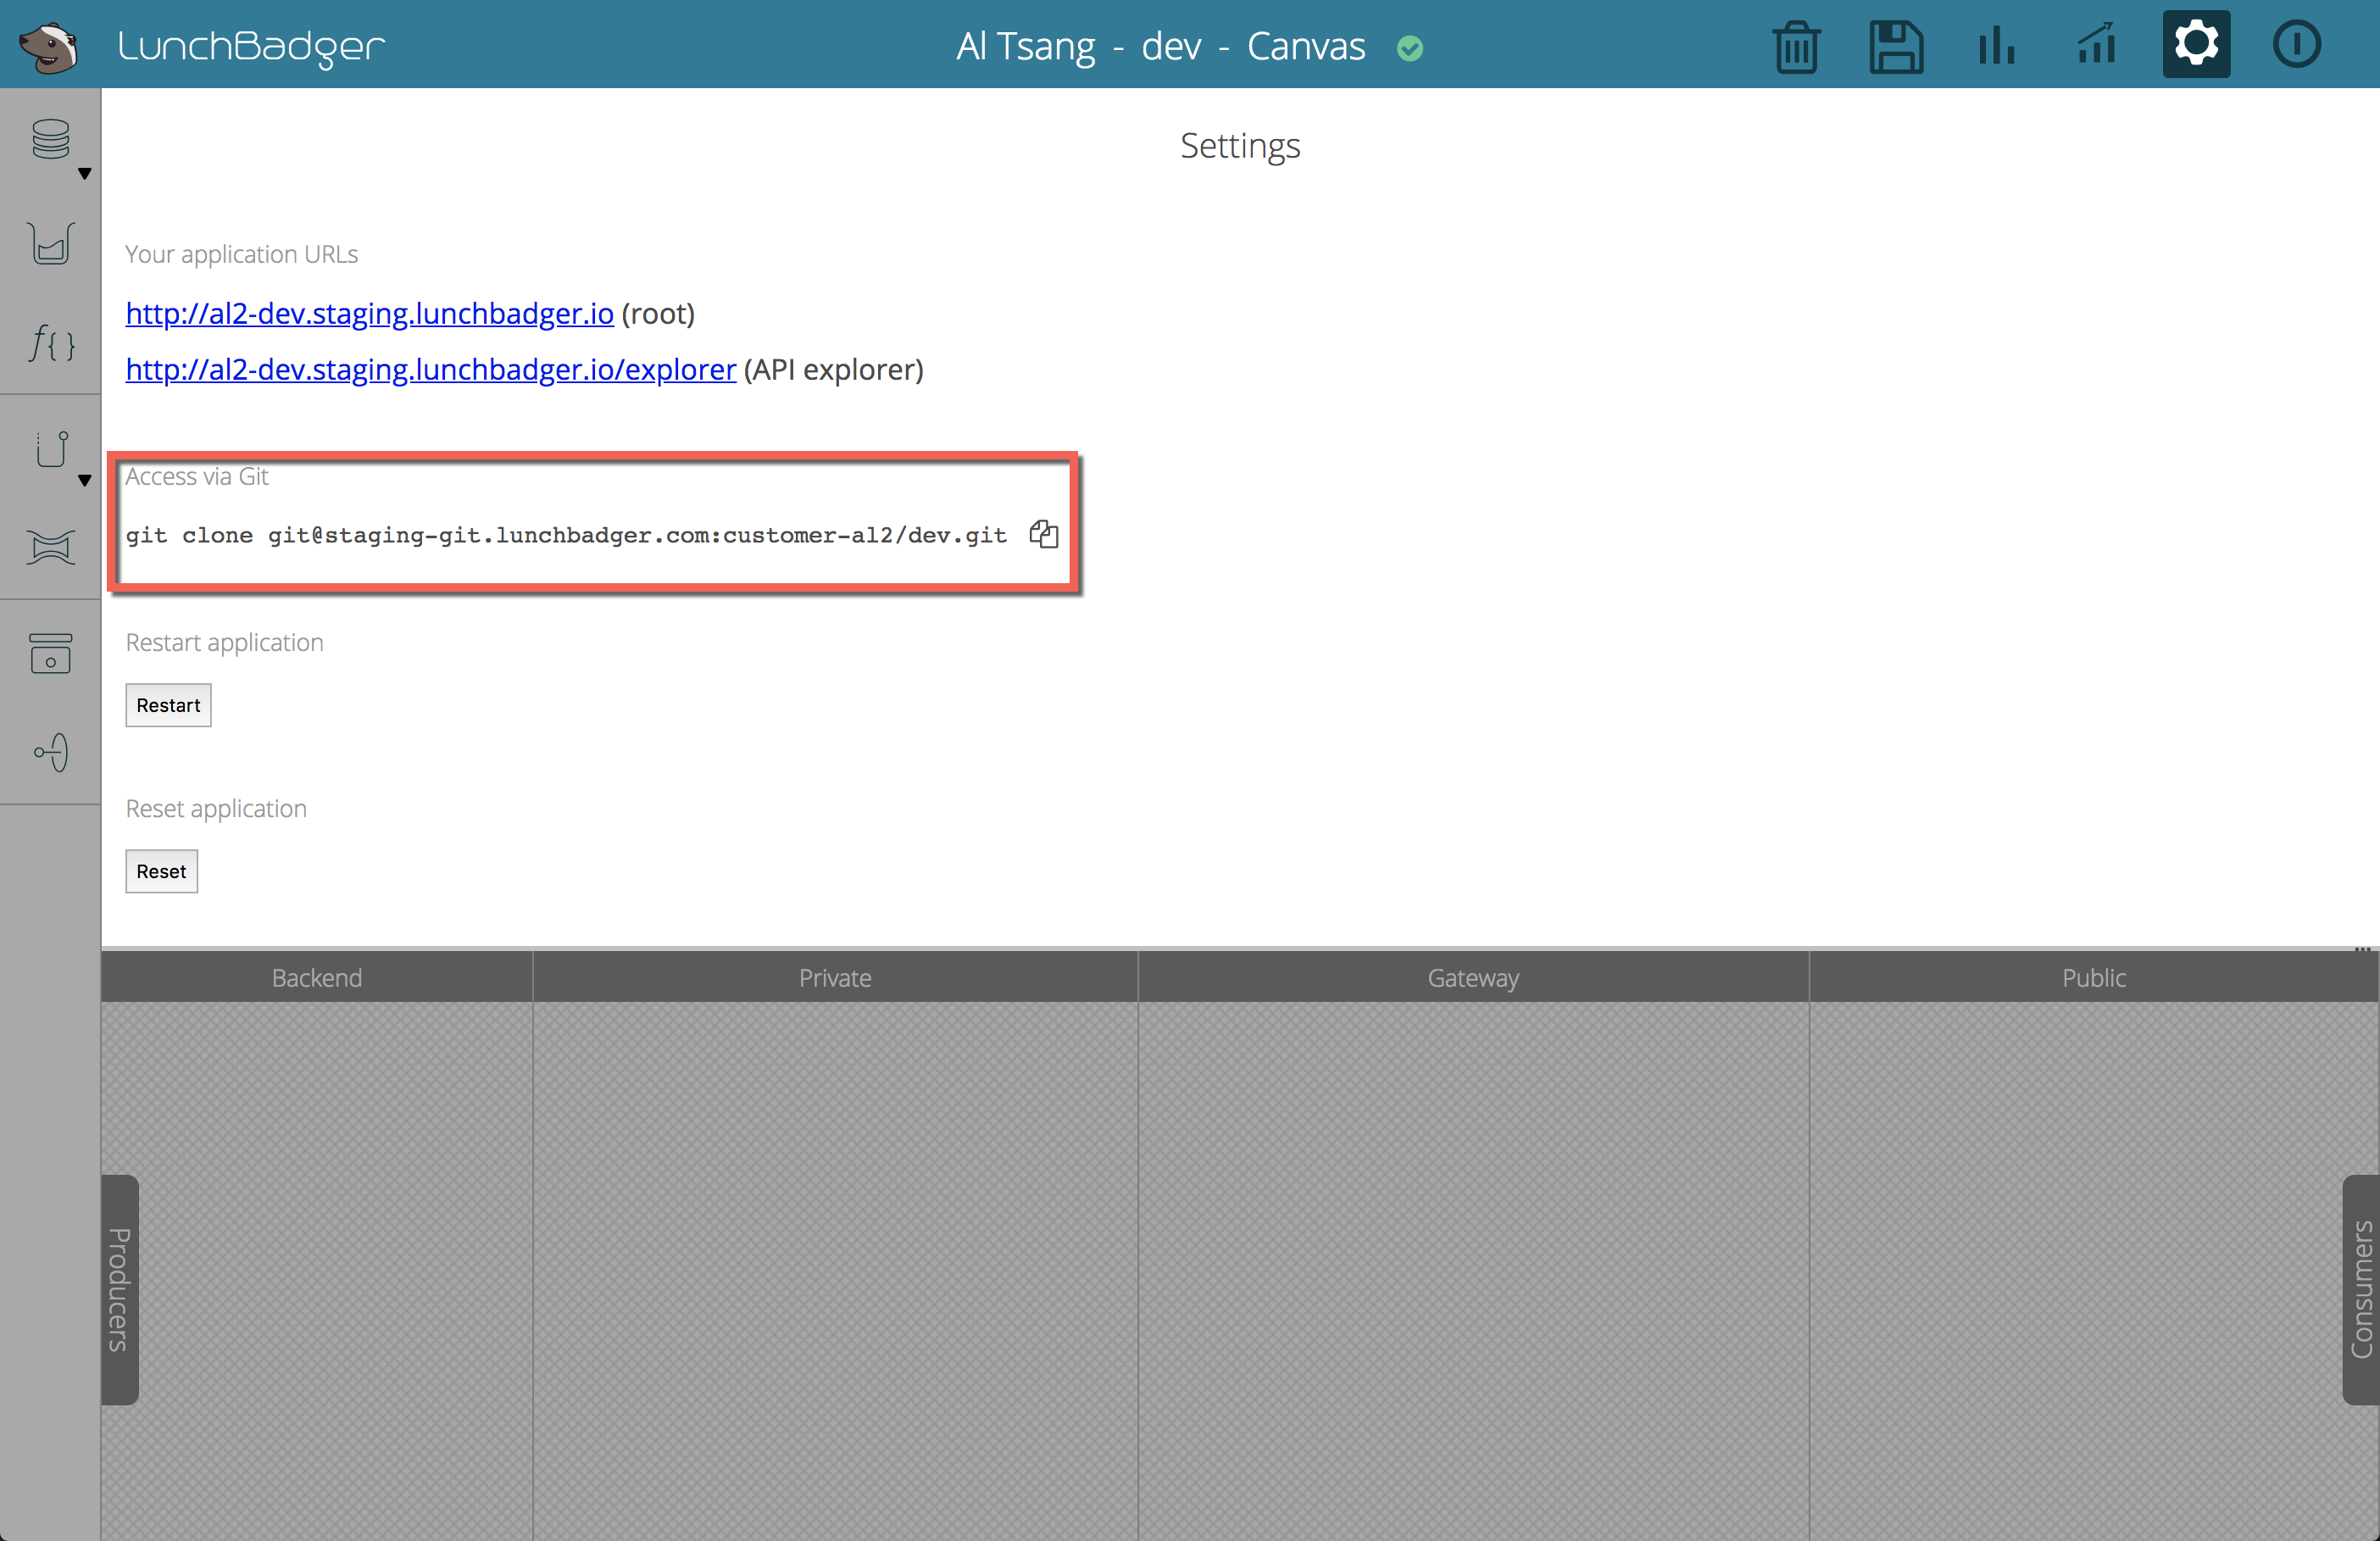 LunchBadger
Al Tsang - dev - Canvas
Settings
Your application URLs
http://al2-dev.staging.lunchbadger.io (root)
http://al2-dev.staging.lunchbadger.io/explorer (API explorer)
f{}
Access via Git
git clone git@staging-git.lunchbadger.com:customer-al2/dev.git
Restart application
Restart
Reset application
Reset
Backend
Private
Gateway
Public
Producers
Consumers